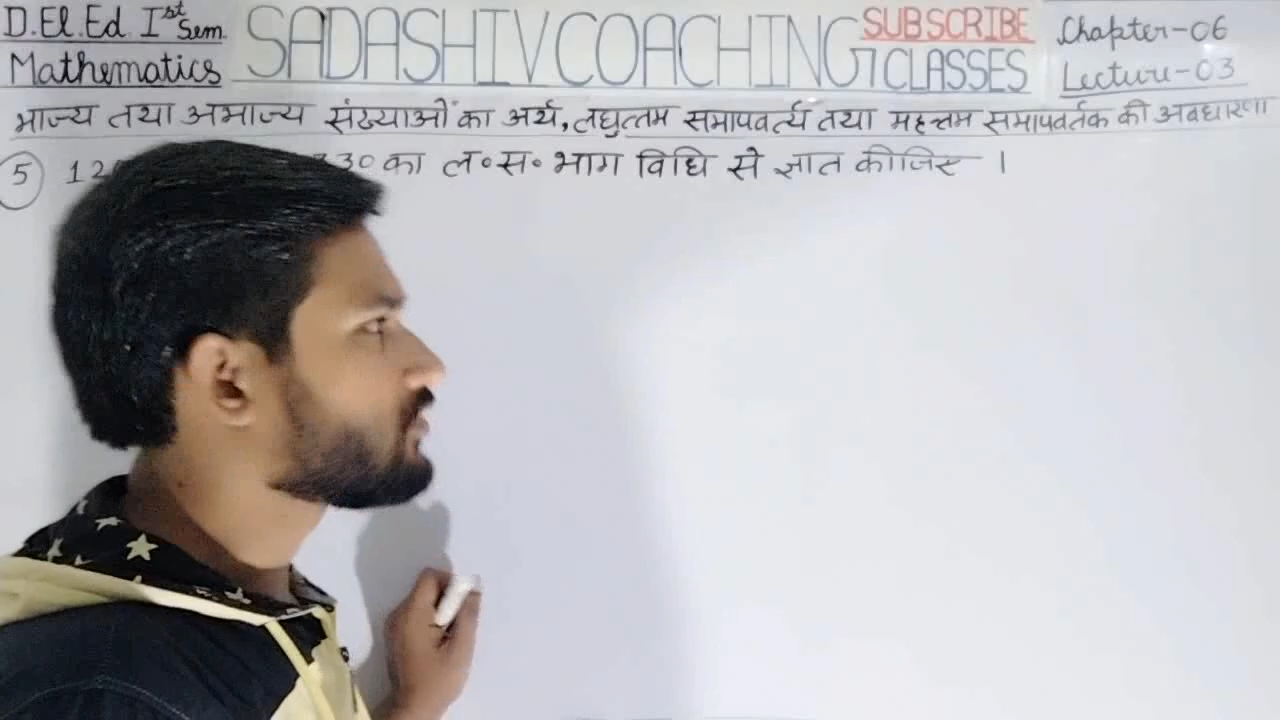 D.El.Ed. Ist Sem.
Mathematics
SADASHIV COACHING
SUBSCRIBE
CLASSES
Chapter-06
Lecture-03
भाज्य तथा अभाज्य संख्याओं का अर्थ, लघुत्तम समापवर्त्य तथा महत्तम समापवर्तक की अवधारणा
5 30 का ल॰स॰ भाग विधि से ज्ञात कीजिए ।